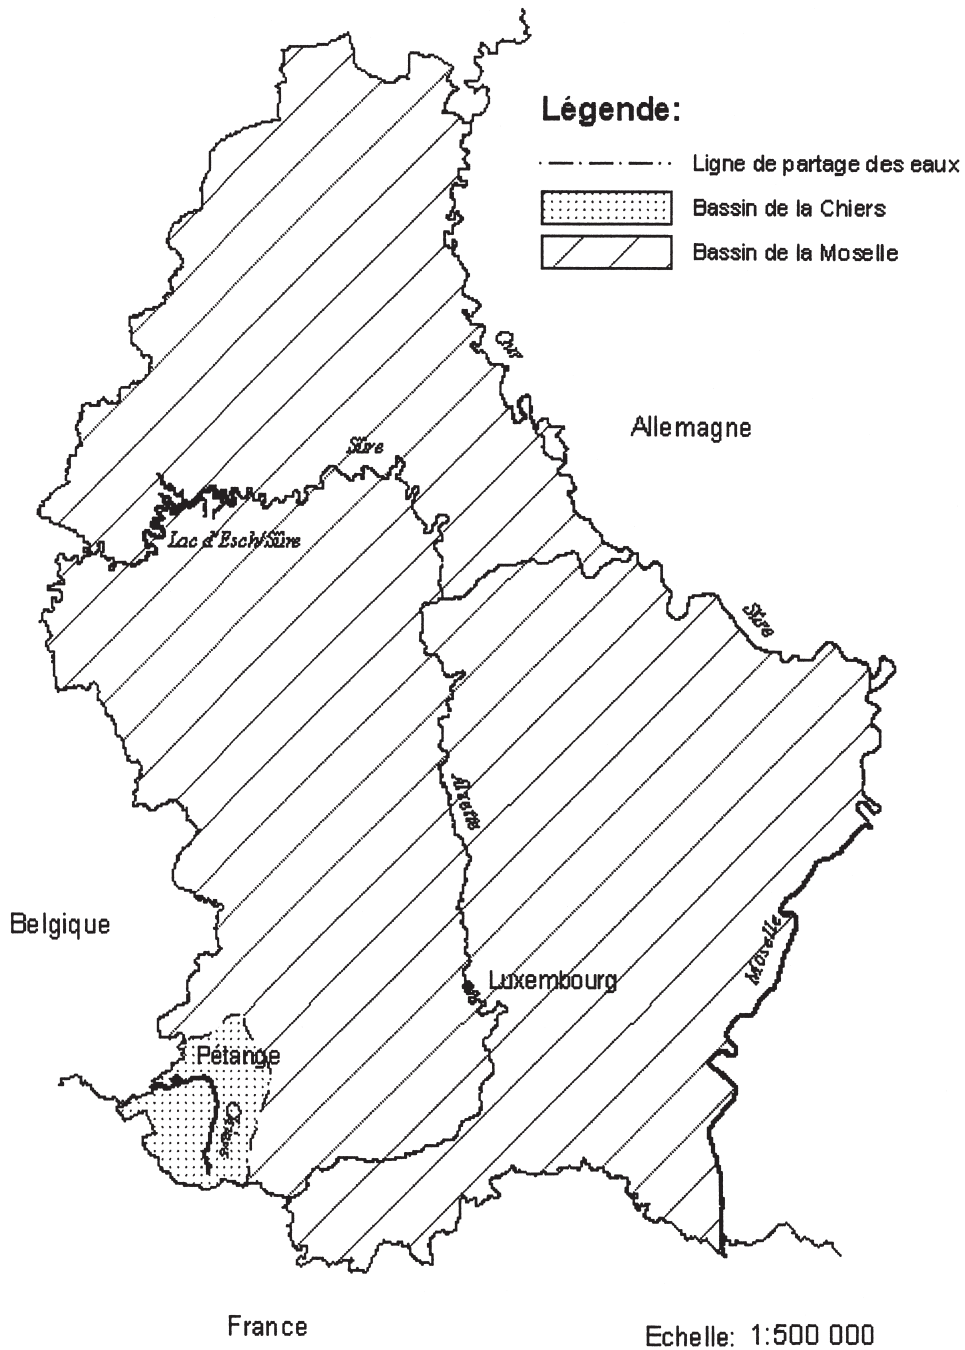 Légende:
Ligne de partage des eaux
Bassin de la Chiers
Bassin de la Moselle
Our
Allemagne
Sûre
Lac d'Esch/Sûre
Sûre
Alzette
Belgique
Moselle
Luxembourg
Pétange
Chiers
France
Echelle: 1:500 000